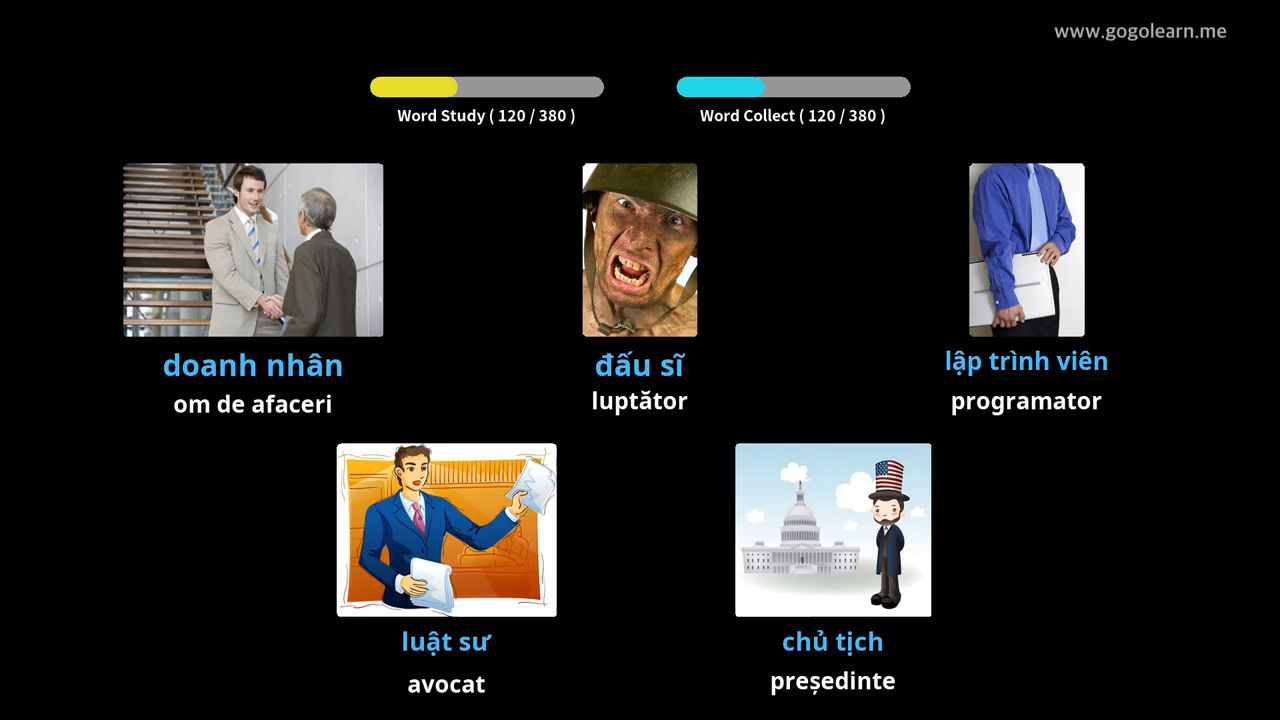 www.gogolearn.me
Word Study ( 120 / 380 )
Word Collect ( 120 / 380 )
doanh nhân
om de afaceri
đấu sĩ
luptător
lập trình viên
programator
luật sư
avocat
chủ tịch
președinte